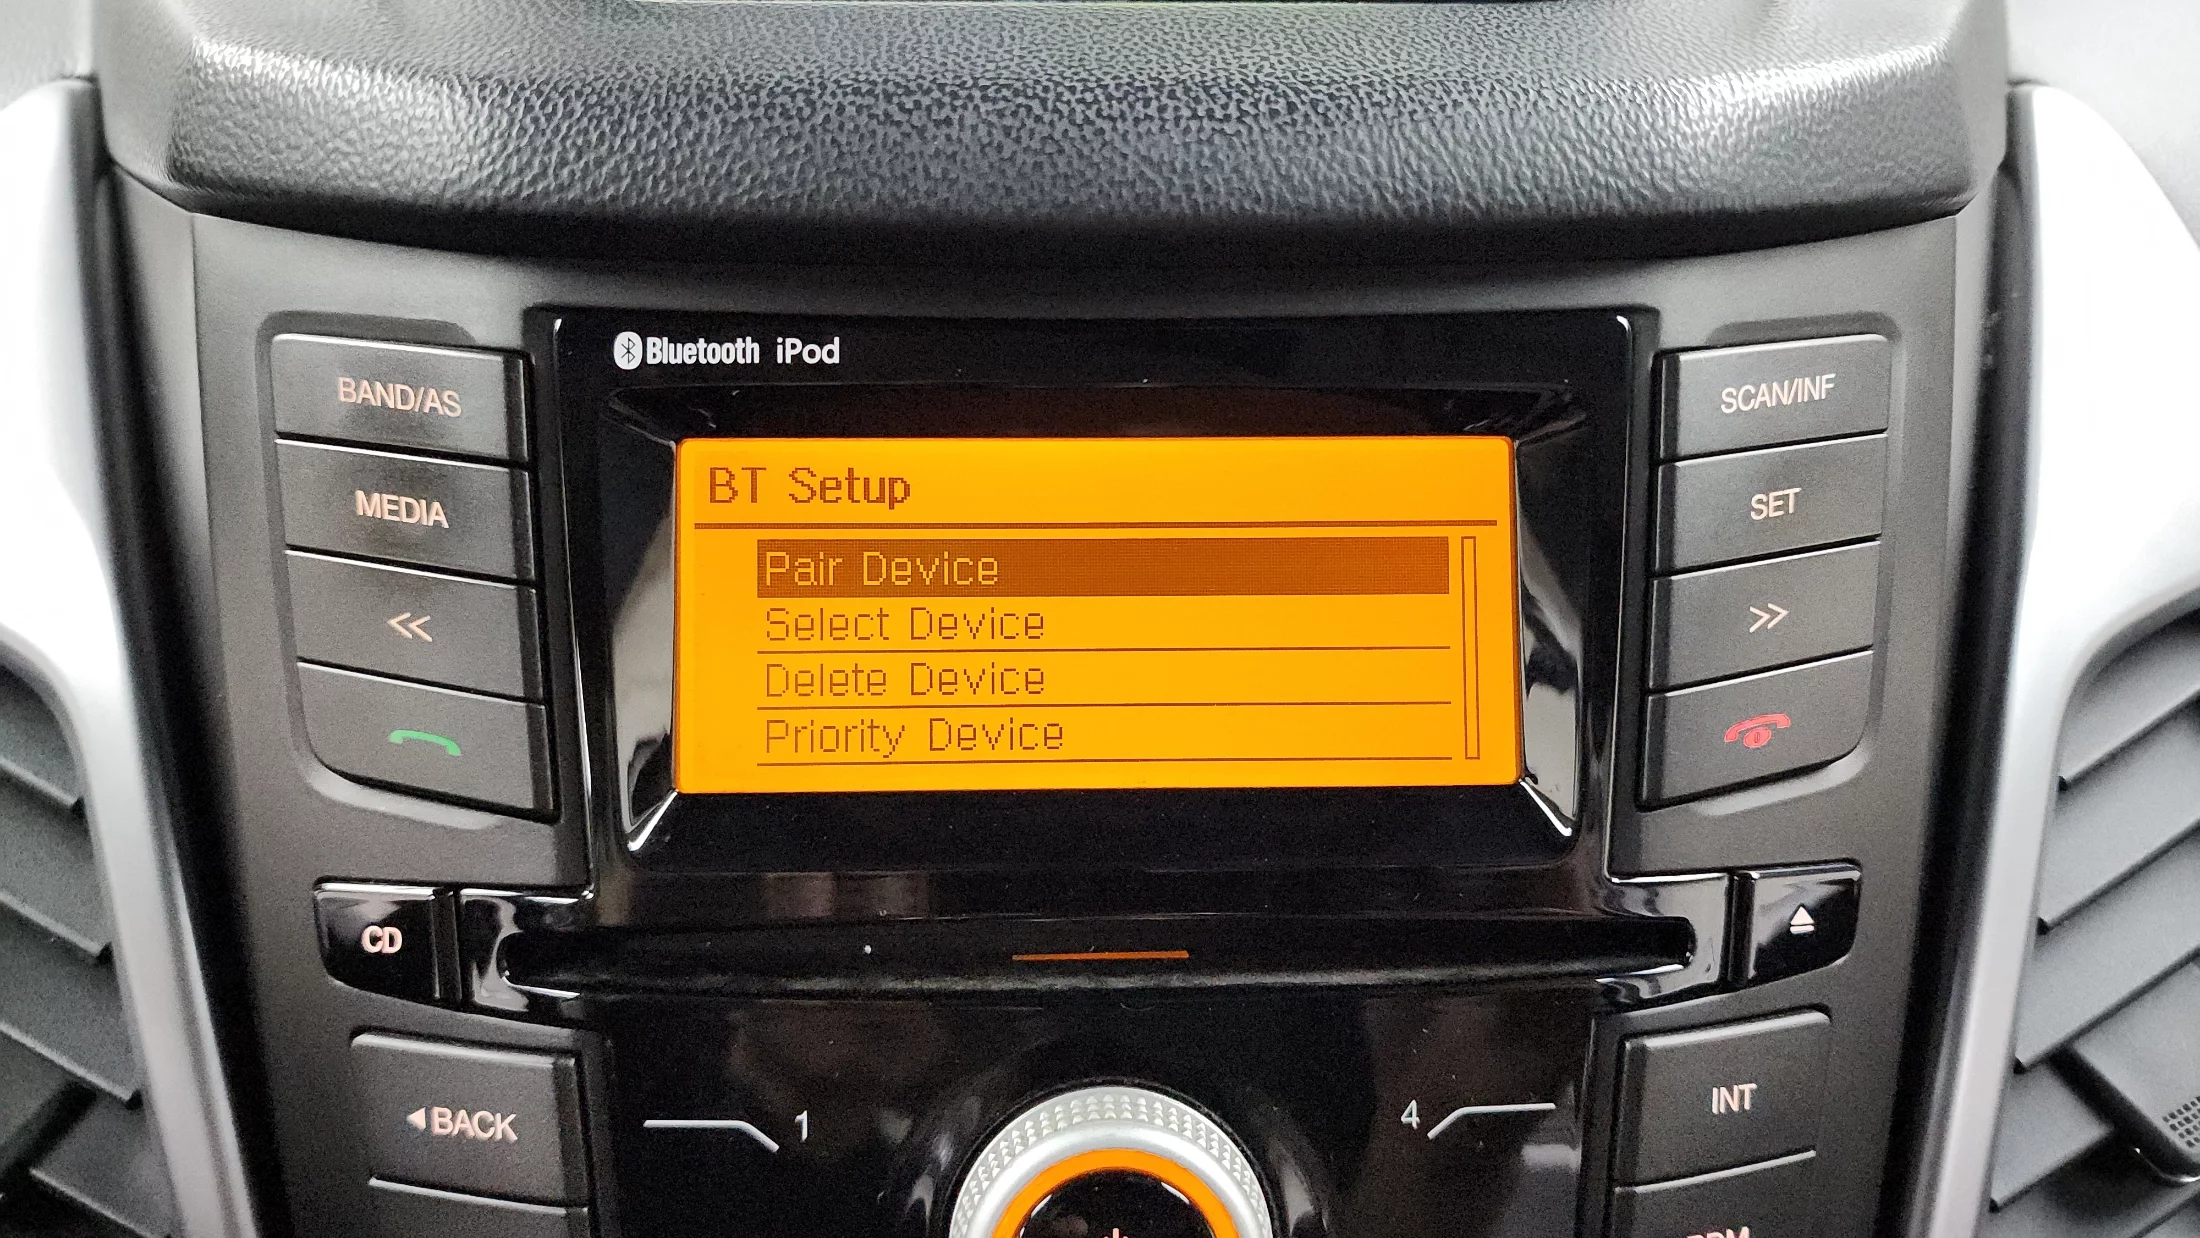 Bluetooth iPod
BAND/AS
MEDIA
SCAN/INF
SET
BT Setup
Pair Device
Select Device
Delete Device
Priority Device
CD
BACK
1
4
INT